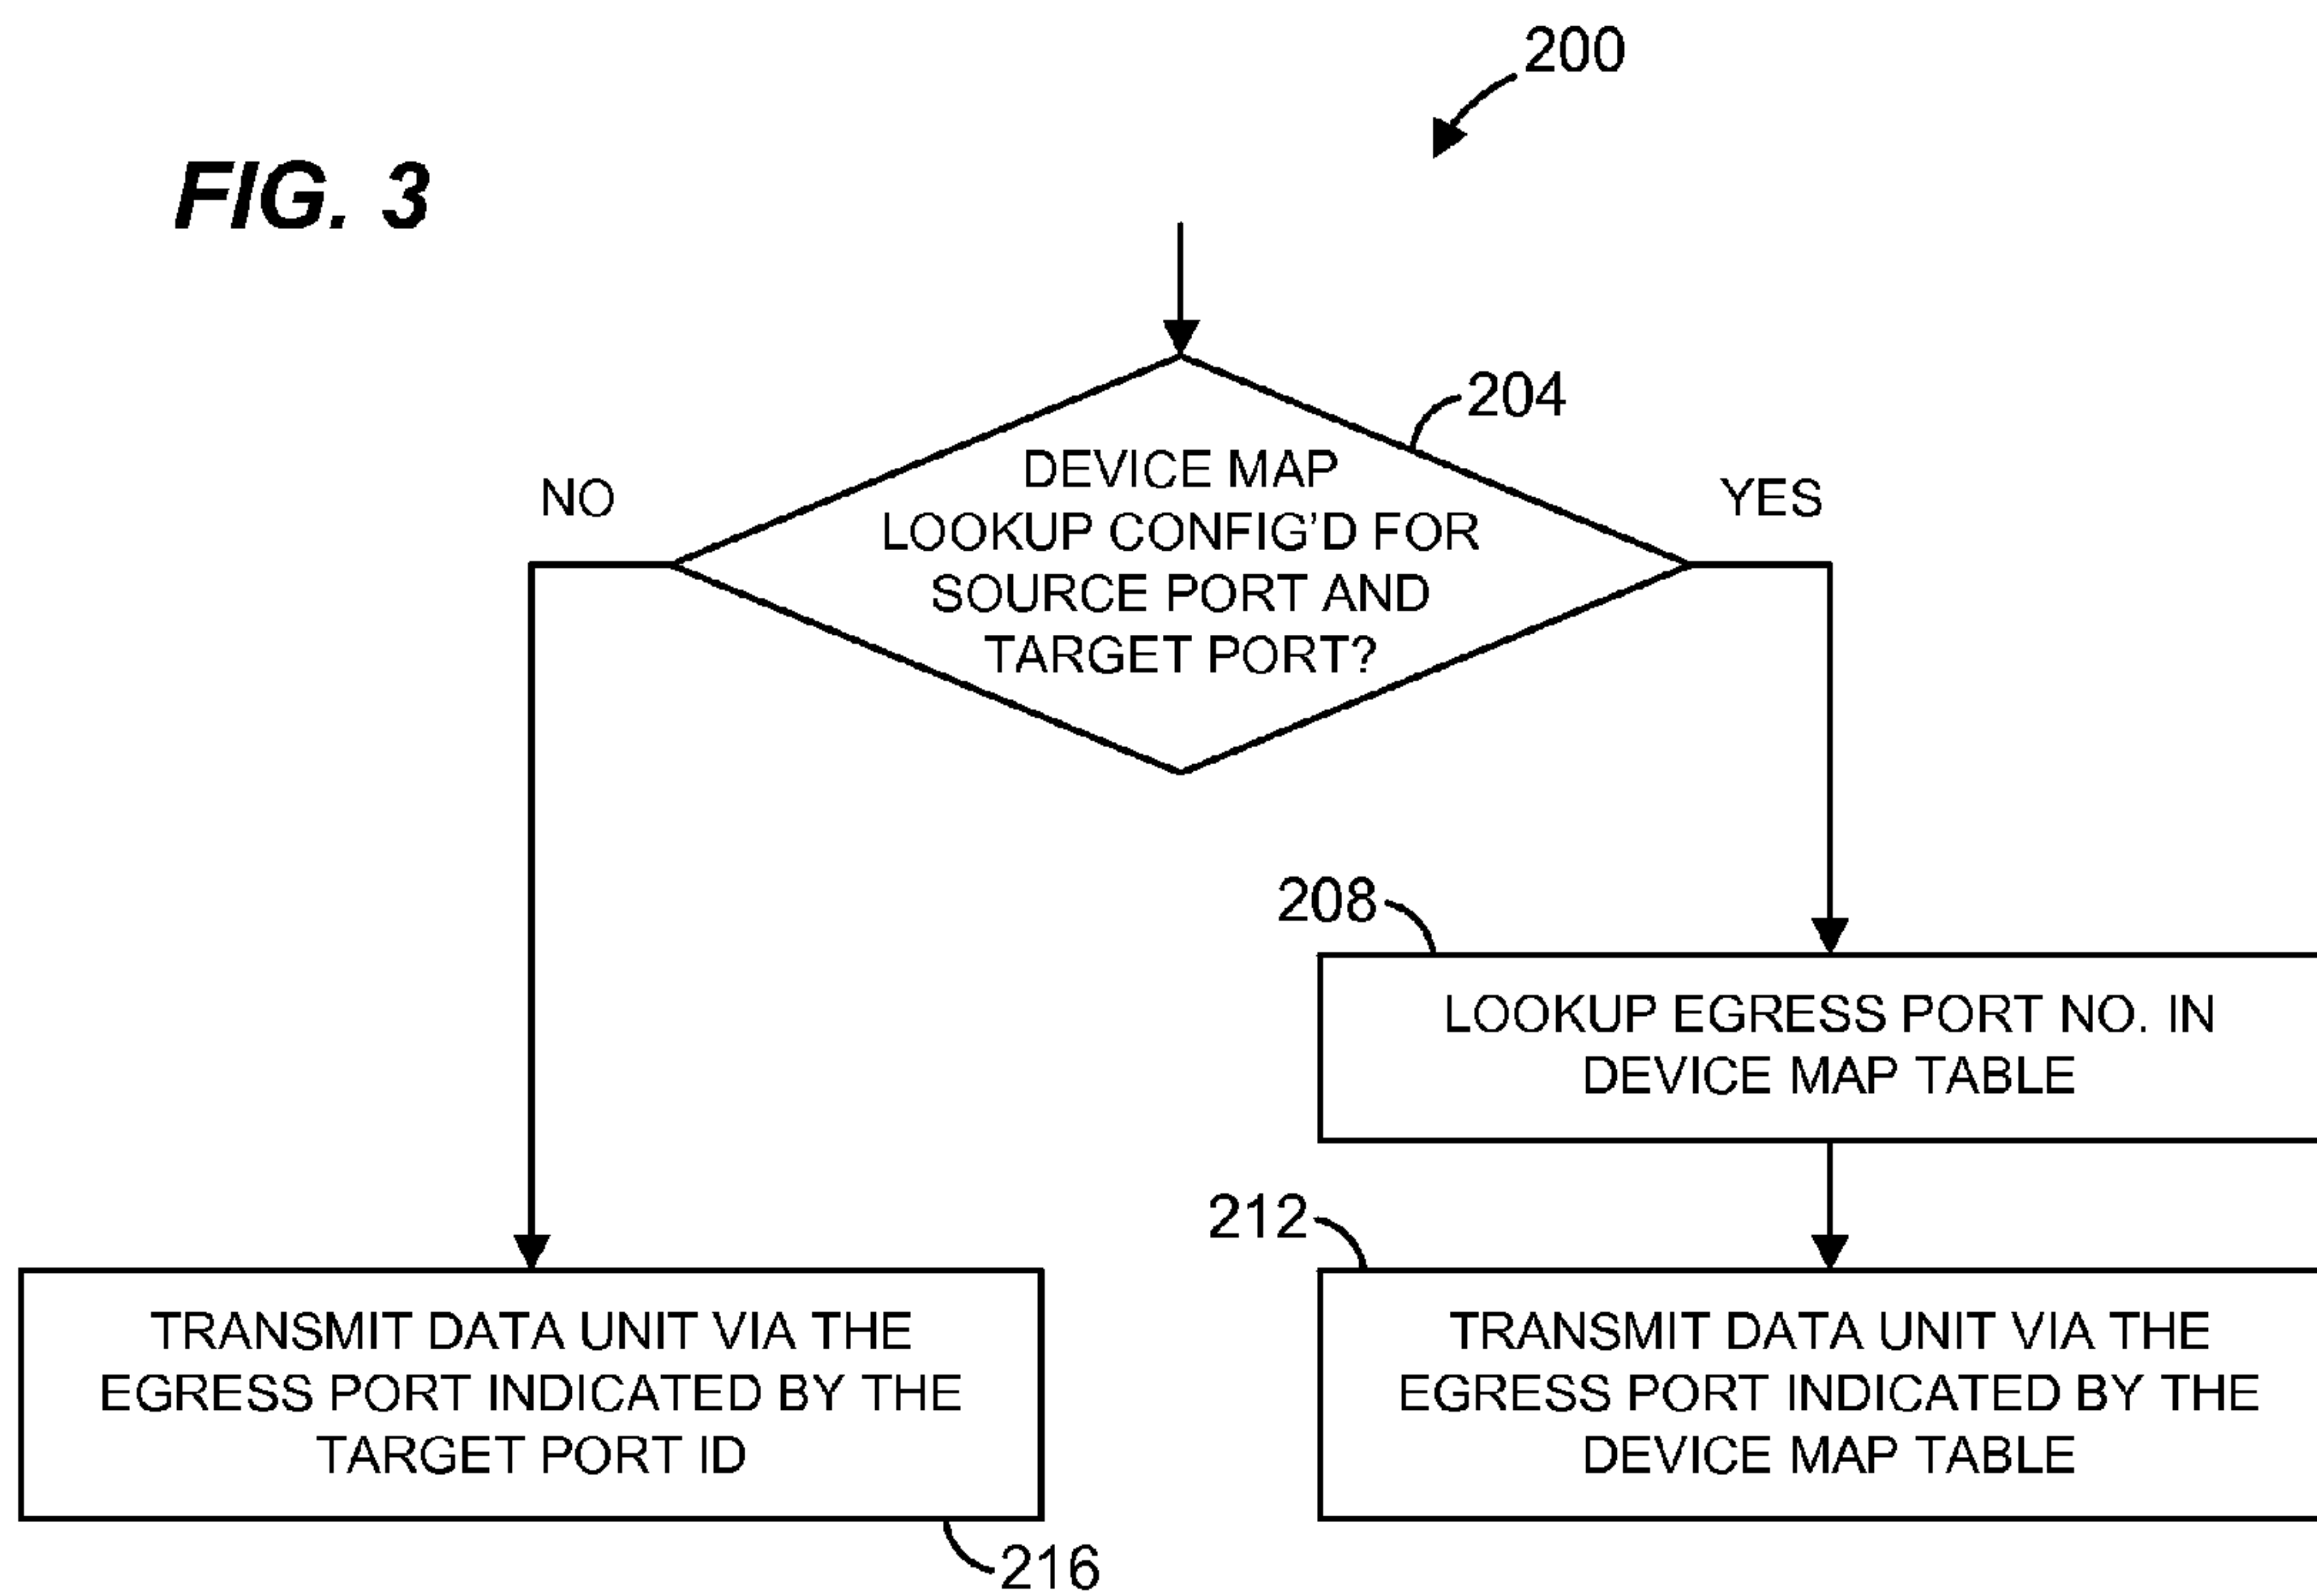 200
FIG. 3
204
DEVICE MAP
LOOKUP CONFIG'D FOR
SOURCE PORT AND
TARGET PORT?
NO
YES
208
LOOKUP EGRESS PORT NO. IN
DEVICE MAP TABLE
212
TRANSMIT DATA UNIT VIA THE
EGRESS PORT INDICATED BY THE
TARGET PORT ID
TRANSMIT DATA UNIT VIA THE
EGRESS PORT INDICATED BY THE
DEVICE MAP TABLE
216